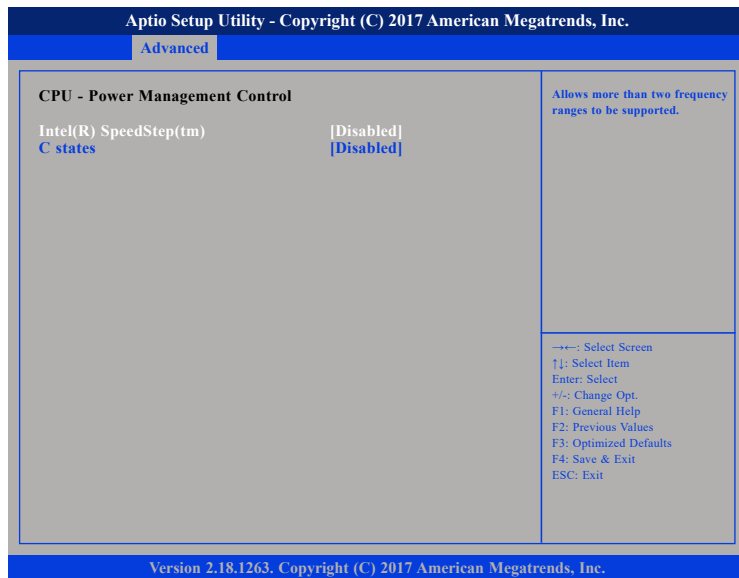 Aptio Setup Utility - Copyright (C) 2017 American Megatrends, Inc.
Advanced
CPU - Power Management Control
Intel(R) SpeedStep(tm) [Disabled]
C states [Disabled]
Allows more than two frequency
ranges to be supported.
→←: Select Screen
↑↓: Select Item
Enter: Select
+/-: Change Opt.
F1: General Help
F2: Previous Values
F3: Optimized Defaults
F4: Save & Exit
ESC: Exit
Version 2.18.1263. Copyright (C) 2017 American Megatrends, Inc.